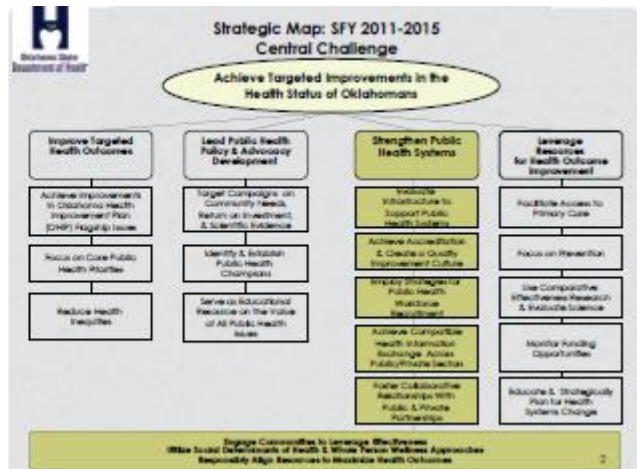 H
Oklahoma State
Department of Health
Strategic Map: SFY 2011-2015
Central Challenge
Achieve Targeted Improvements in the
Health Status of Oklahomans
Improve Targeted
Health Outcomes
Achieve Improvements
in Oklahoma Health
Improvement Plan
(OHIP) Flagship Issues
Focus on Core Public
Health Priorities
Reduce Health
Inequities
Lead Public Health
Policy & Advocacy
Development
Target Campaigns on
Community Needs,
Return on Investment,
& Scientific Evidence
Identify & Establish
Public Health
Champions
Serve as Educational
Resource on the Value
of All Public Health
Issues
Strengthen Public
Health Systems
Evaluate
Infrastructure to
Support Public
Health Systems
Achieve Accreditation
& Create a Quality
Improvement Culture
Employ Strategies for
Public Health
Workforce
Recruitment
Achieve Compatible
Health Information
Exchange Across
Public/Private Sectors
Foster Collaborative
Relationships With
Public & Private
Partnerships
Leverage
Resources
for Health Outcome
Improvement
Facilitate Access to
Primary Care
Focus on Prevention
Use Comparative
Effectiveness Research
& Evaluate Science
Monitor Funding
Opportunities
Educate & Strategically
Plan for Health
Systems Change
Engage Communities to Leverage Effectiveness
Utilize Social Determinants of Health & Whole Person Wellness Approaches
Responsibly Align Resources to Maximize Health Outcomes
2